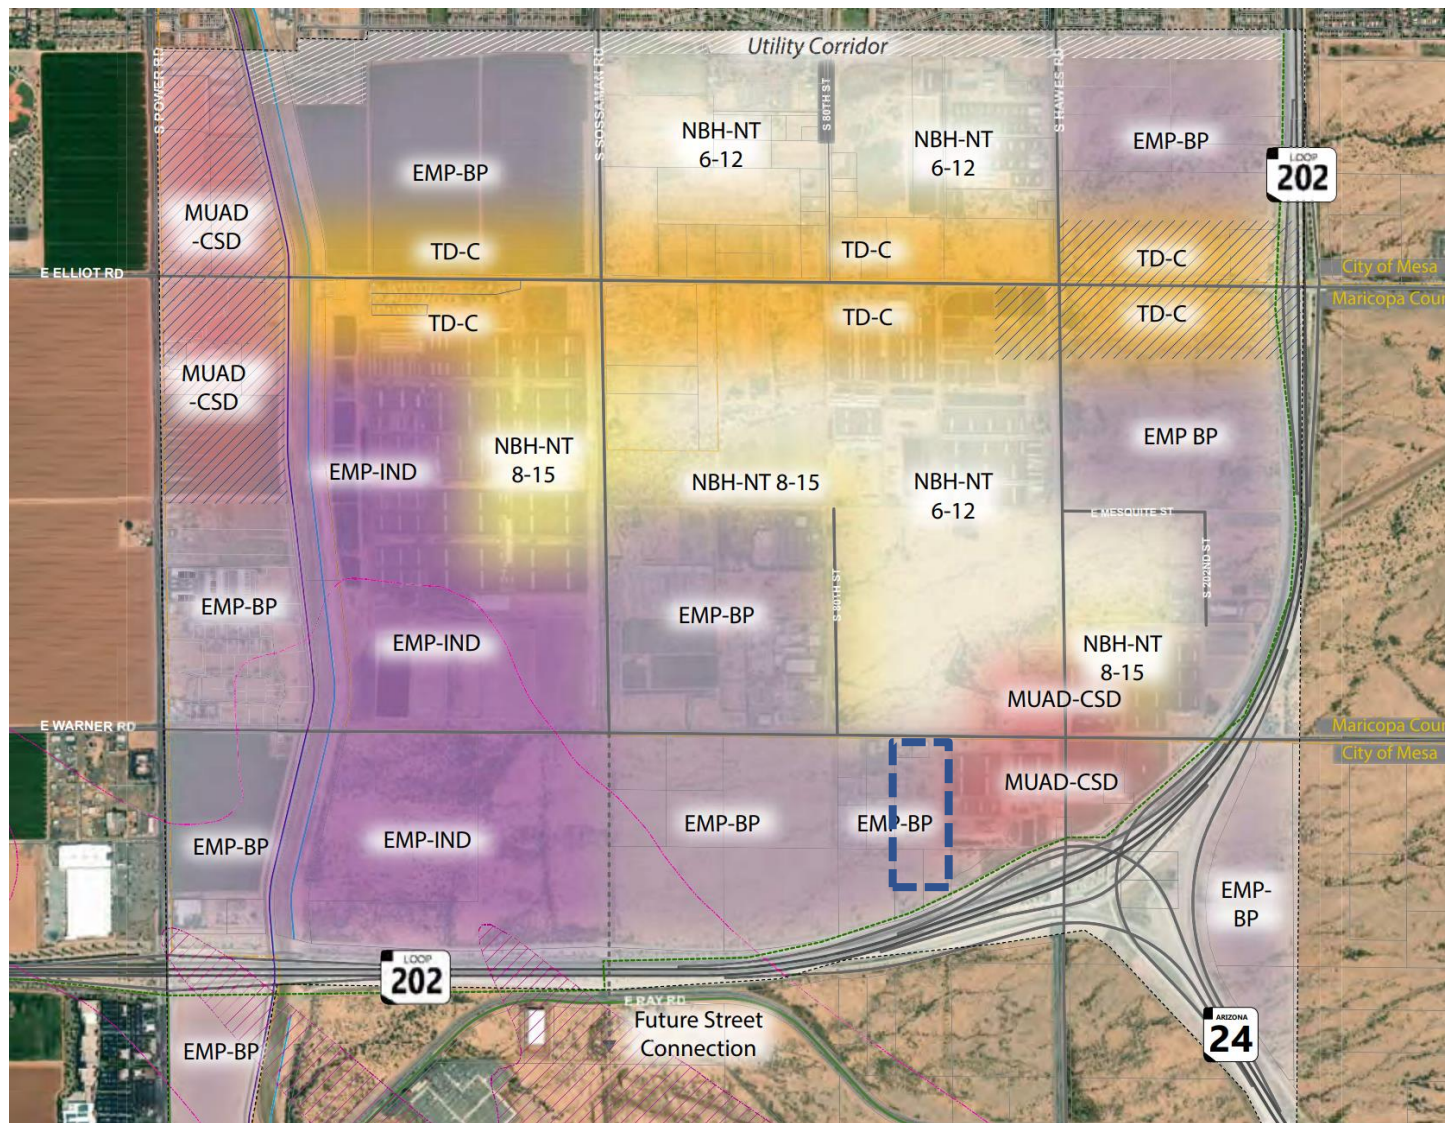 Utility Corridor
S POWER RD
S SOSSAMAN RD
S 80TH ST
S HAWES RD
NBH-NT
6-12
NBH-NT
6-12
EMP-BP
EMP-BP
LOOP
202
MUAD
-CSD
TD-C
TD-C
TD-C
E ELLIOT RD
City of Mesa
Maricopa Coun
TD-C
TD-C
TD-C
MUAD
-CSD
EMP BP
NBH-NT
8-15
EMP-IND
NBH-NT 8-15
NBH-NT
6-12
E MESQUITE ST
S 202ND ST
S 80TH ST
EMP-BP
EMP-BP
EMP-IND
NBH-NT
8-15
MUAD-CSD
E WARNER RD
Maricopa Coun
City of Mesa
MUAD-CSD
EMP-BP
EMP-BP
EMP-IND
EMP-BP
EMP-
BP
LOOP
202
E RAY RD
Future Street
Connection
ARIZONA
24
EMP-BP